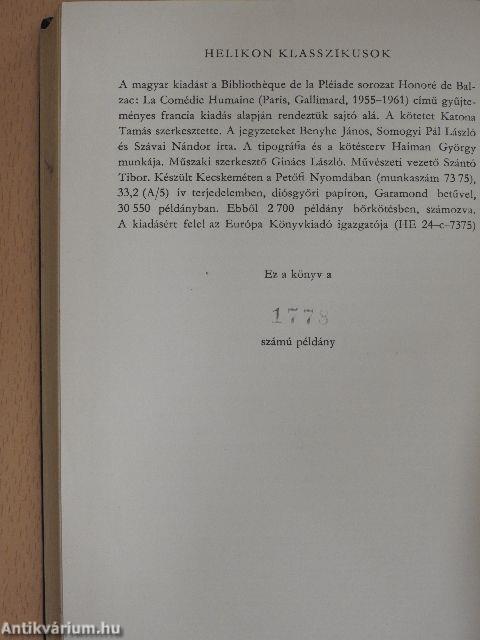 HELIKON KLASSZIKUSOK
A magyar kiadást a Bibliothèque de la Pléiade sorozat Honoré de Bal-
zac: La Comédie Humaine (Paris, Gallimard, 1955–1961) című gyűjte-
ményes francia kiadás alapján rendeztük sajtó alá. A kötetet Katona
Tamás szerkesztette. A jegyzeteket Benyhe János, Somogyi Pál László
és Szávai Nándor írta. A tipográfia és a kötésterv Haiman György
munkája. Műszaki szerkesztő Ginács László. Művészeti vezető Szántó
Tibor. Készült Kecskeméten a Petőfi Nyomdában (munkaszám 73 75),
33,2 (A/5) ív terjedelemben, diósgyőri papíron, Garamond betűvel,
30 550 példányban. Ebből 2 700 példány bőrkötésben, számozva.
A kiadásért felel az Európa Könyvkiadó igazgatója (HE 24–c–7375)
Ez a könyv a
1778
számú példány
Antikvárium.hu